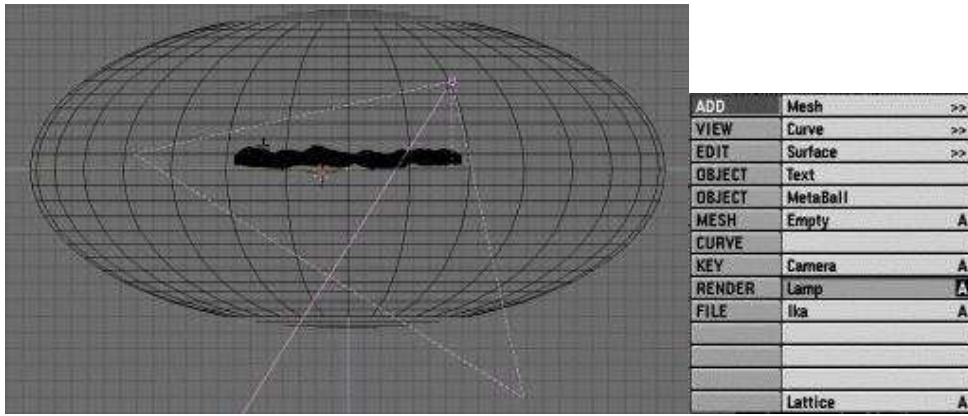 ADD Mesh >>
VIEW Curve >>
EDIT Surface >>
OBJECT Text
OBJECT MetaBall
MESH Empty A
CURVE
KEY Camera A
RENDER Lamp A
FILE Ika A
Lattice A